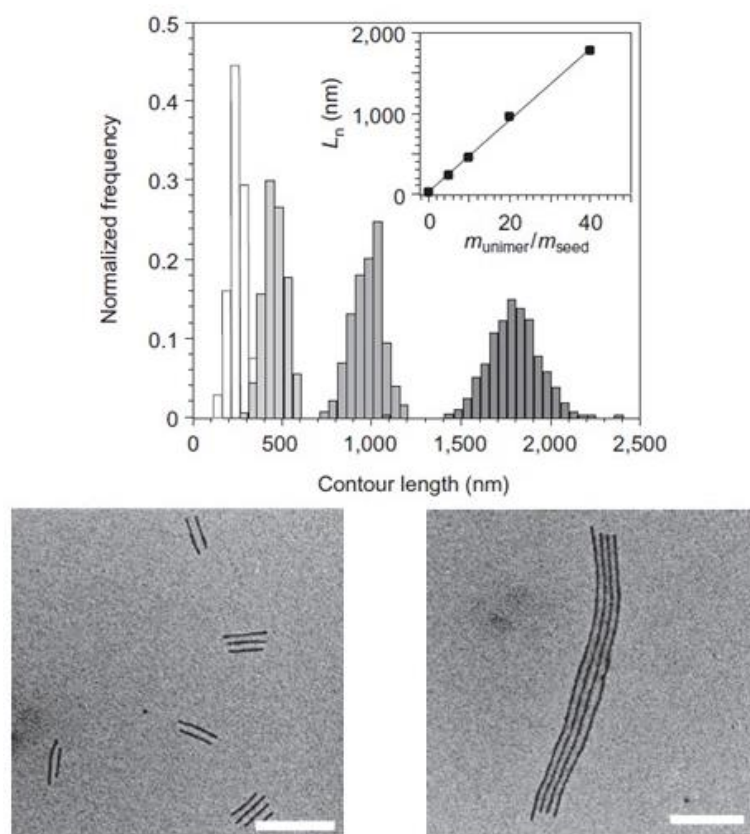 0.5
0.4
0.3
0.2
0.1
0
Normalized frequency
0 500 1,000 1,500 2,000 2,500
Contour length (nm)
2,000
1,000
0
Lₙ (nm)
0 20 40
m_unimer/m_seed